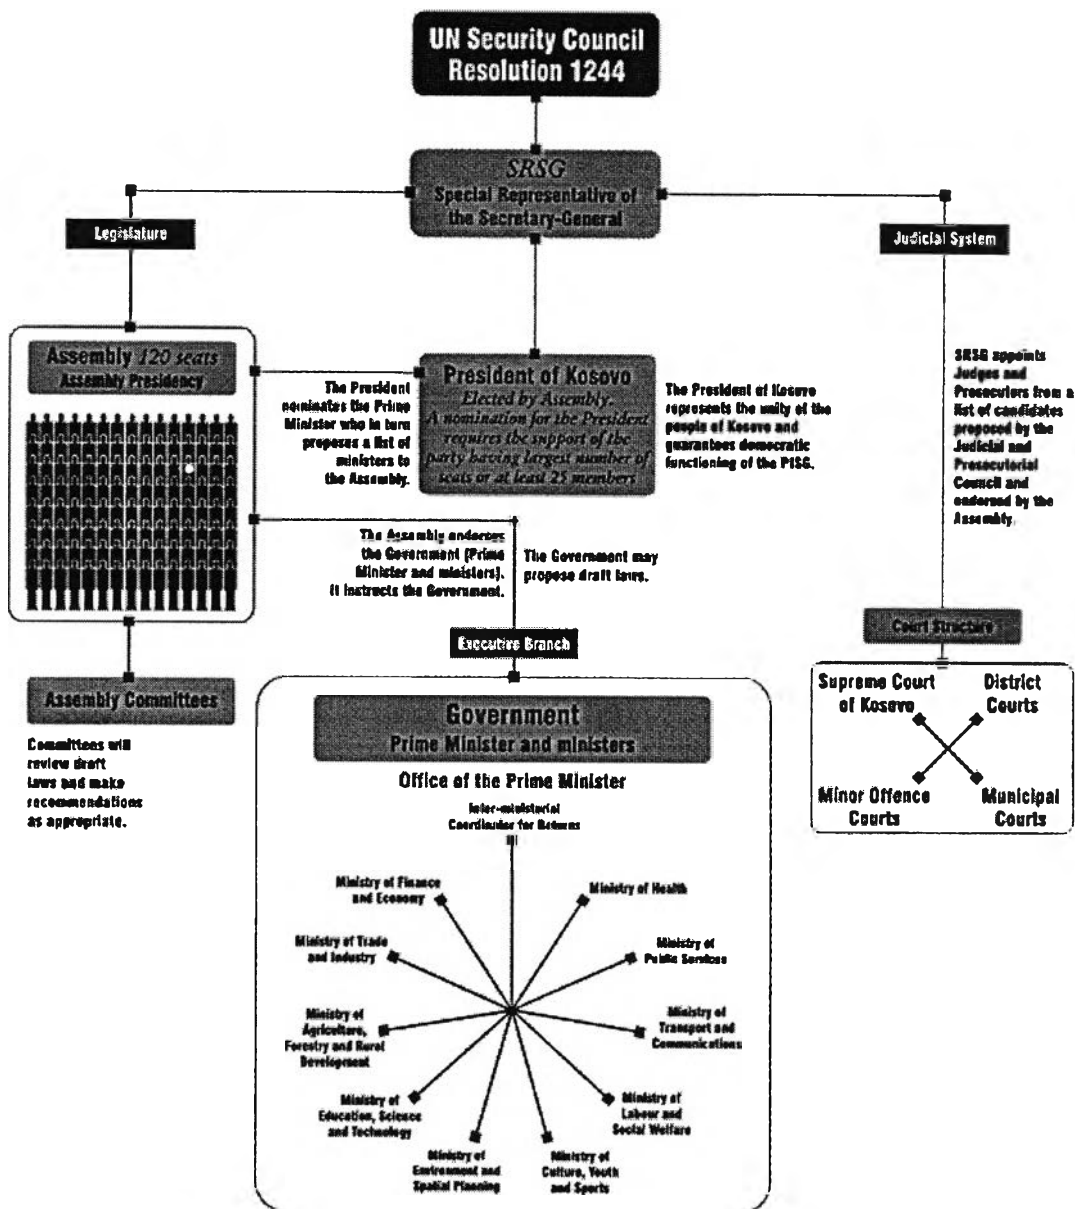 UN Security Council
Resolution 1244
SRSG
Special Representative of
the Secretary-General
Legislature
Judicial System
Assembly 120 seats
Assembly Presidency
The President
nominates the Prime
Minister who in turn
proposes a list of
ministers to
the Assembly.
President of Kosovo
Elected by Assembly.
A nomination for the President
requires the support of the
party having largest number of
seats or at least 25 members
The President of Kosovo
represents the unity of the
people of Kosovo and
guarantees democratic
functioning of the PISG.
SRSG appoints
Judges and
Prosecutors from a
list of candidates
proposed by the
Judicial and
Prosecutorial
Council and
endorsed by the
Assembly.
The Assembly endorses
the Government (Prime
Minister and ministers).
It instructs the Government.
The Government may
propose draft laws.
Executive Branch
Court Structure
Supreme Court
of Kosovo
District
Courts
Minor Offence
Courts
Municipal
Courts
Assembly Committees
Committees will
review draft
laws and make
recommendations
as appropriate.
Government
Prime Minister and ministers
Office of the Prime Minister
Inter-ministerial
Coordinator for Returns
Ministry of Finance
and Economy
Ministry of Health
Ministry of Trade
and Industry
Ministry of
Public Services
Ministry of
Agriculture,
Forestry and Rural
Development
Ministry of
Transport and
Communications
Ministry of
Education, Science
and Technology
Ministry of
Labour and
Social Welfare
Ministry of
Environment and
Spatial Planning
Ministry of
Culture, Youth
and Sports